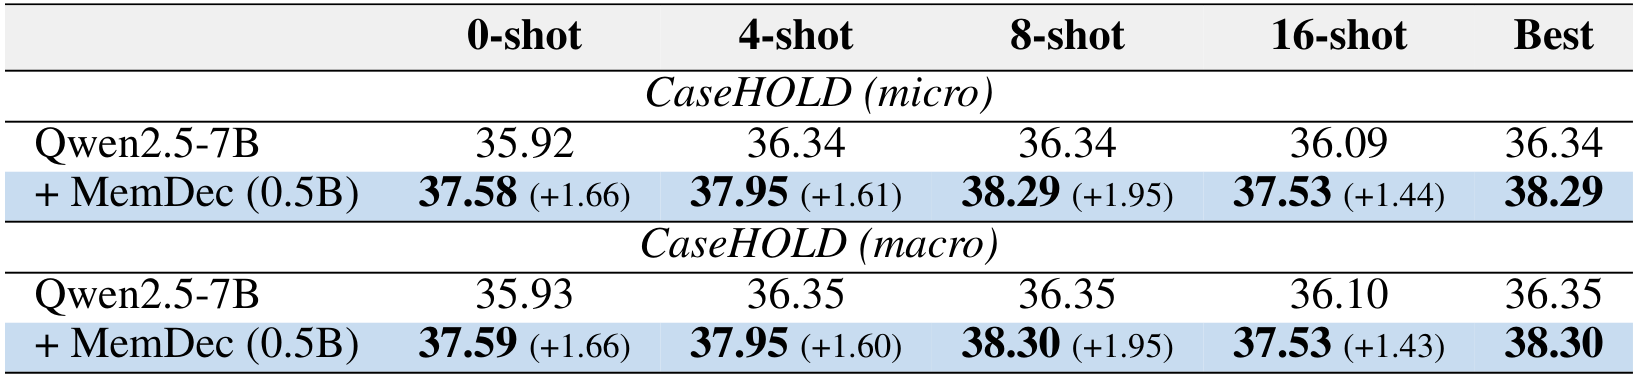 0-shot 4-shot 8-shot 16-shot Best
CaseHOLD (micro)
Qwen2.5-7B 35.92 36.34 36.34 36.09 36.34
+ MemDec (0.5B) 37.58 (+1.66) 37.95 (+1.61) 38.29 (+1.95) 37.53 (+1.44) 38.29
CaseHOLD (macro)
Qwen2.5-7B 35.93 36.35 36.35 36.10 36.35
+ MemDec (0.5B) 37.59 (+1.66) 37.95 (+1.60) 38.30 (+1.95) 37.53 (+1.43) 38.30